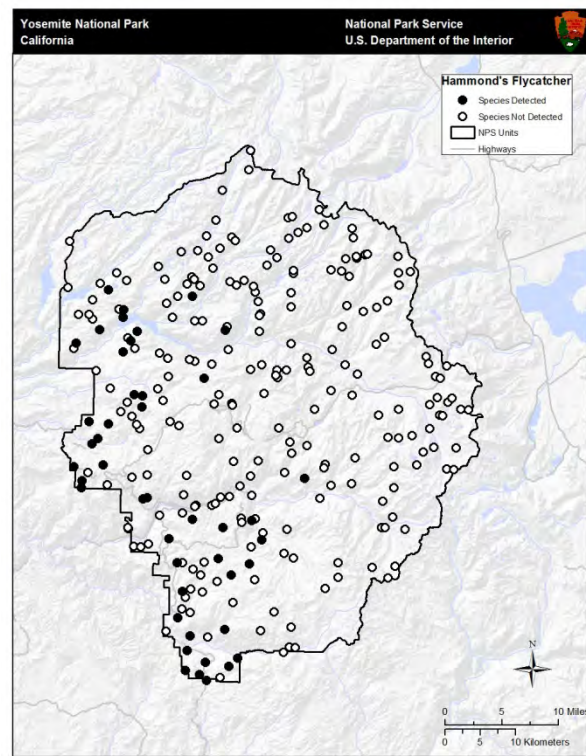 Yosemite National Park
California
National Park Service
U.S. Department of the Interior
Hammond's Flycatcher
Species Detected
Species Not Detected
NPS Units
Highways
N
0 5 10 Miles
0 5 10 Kilometers